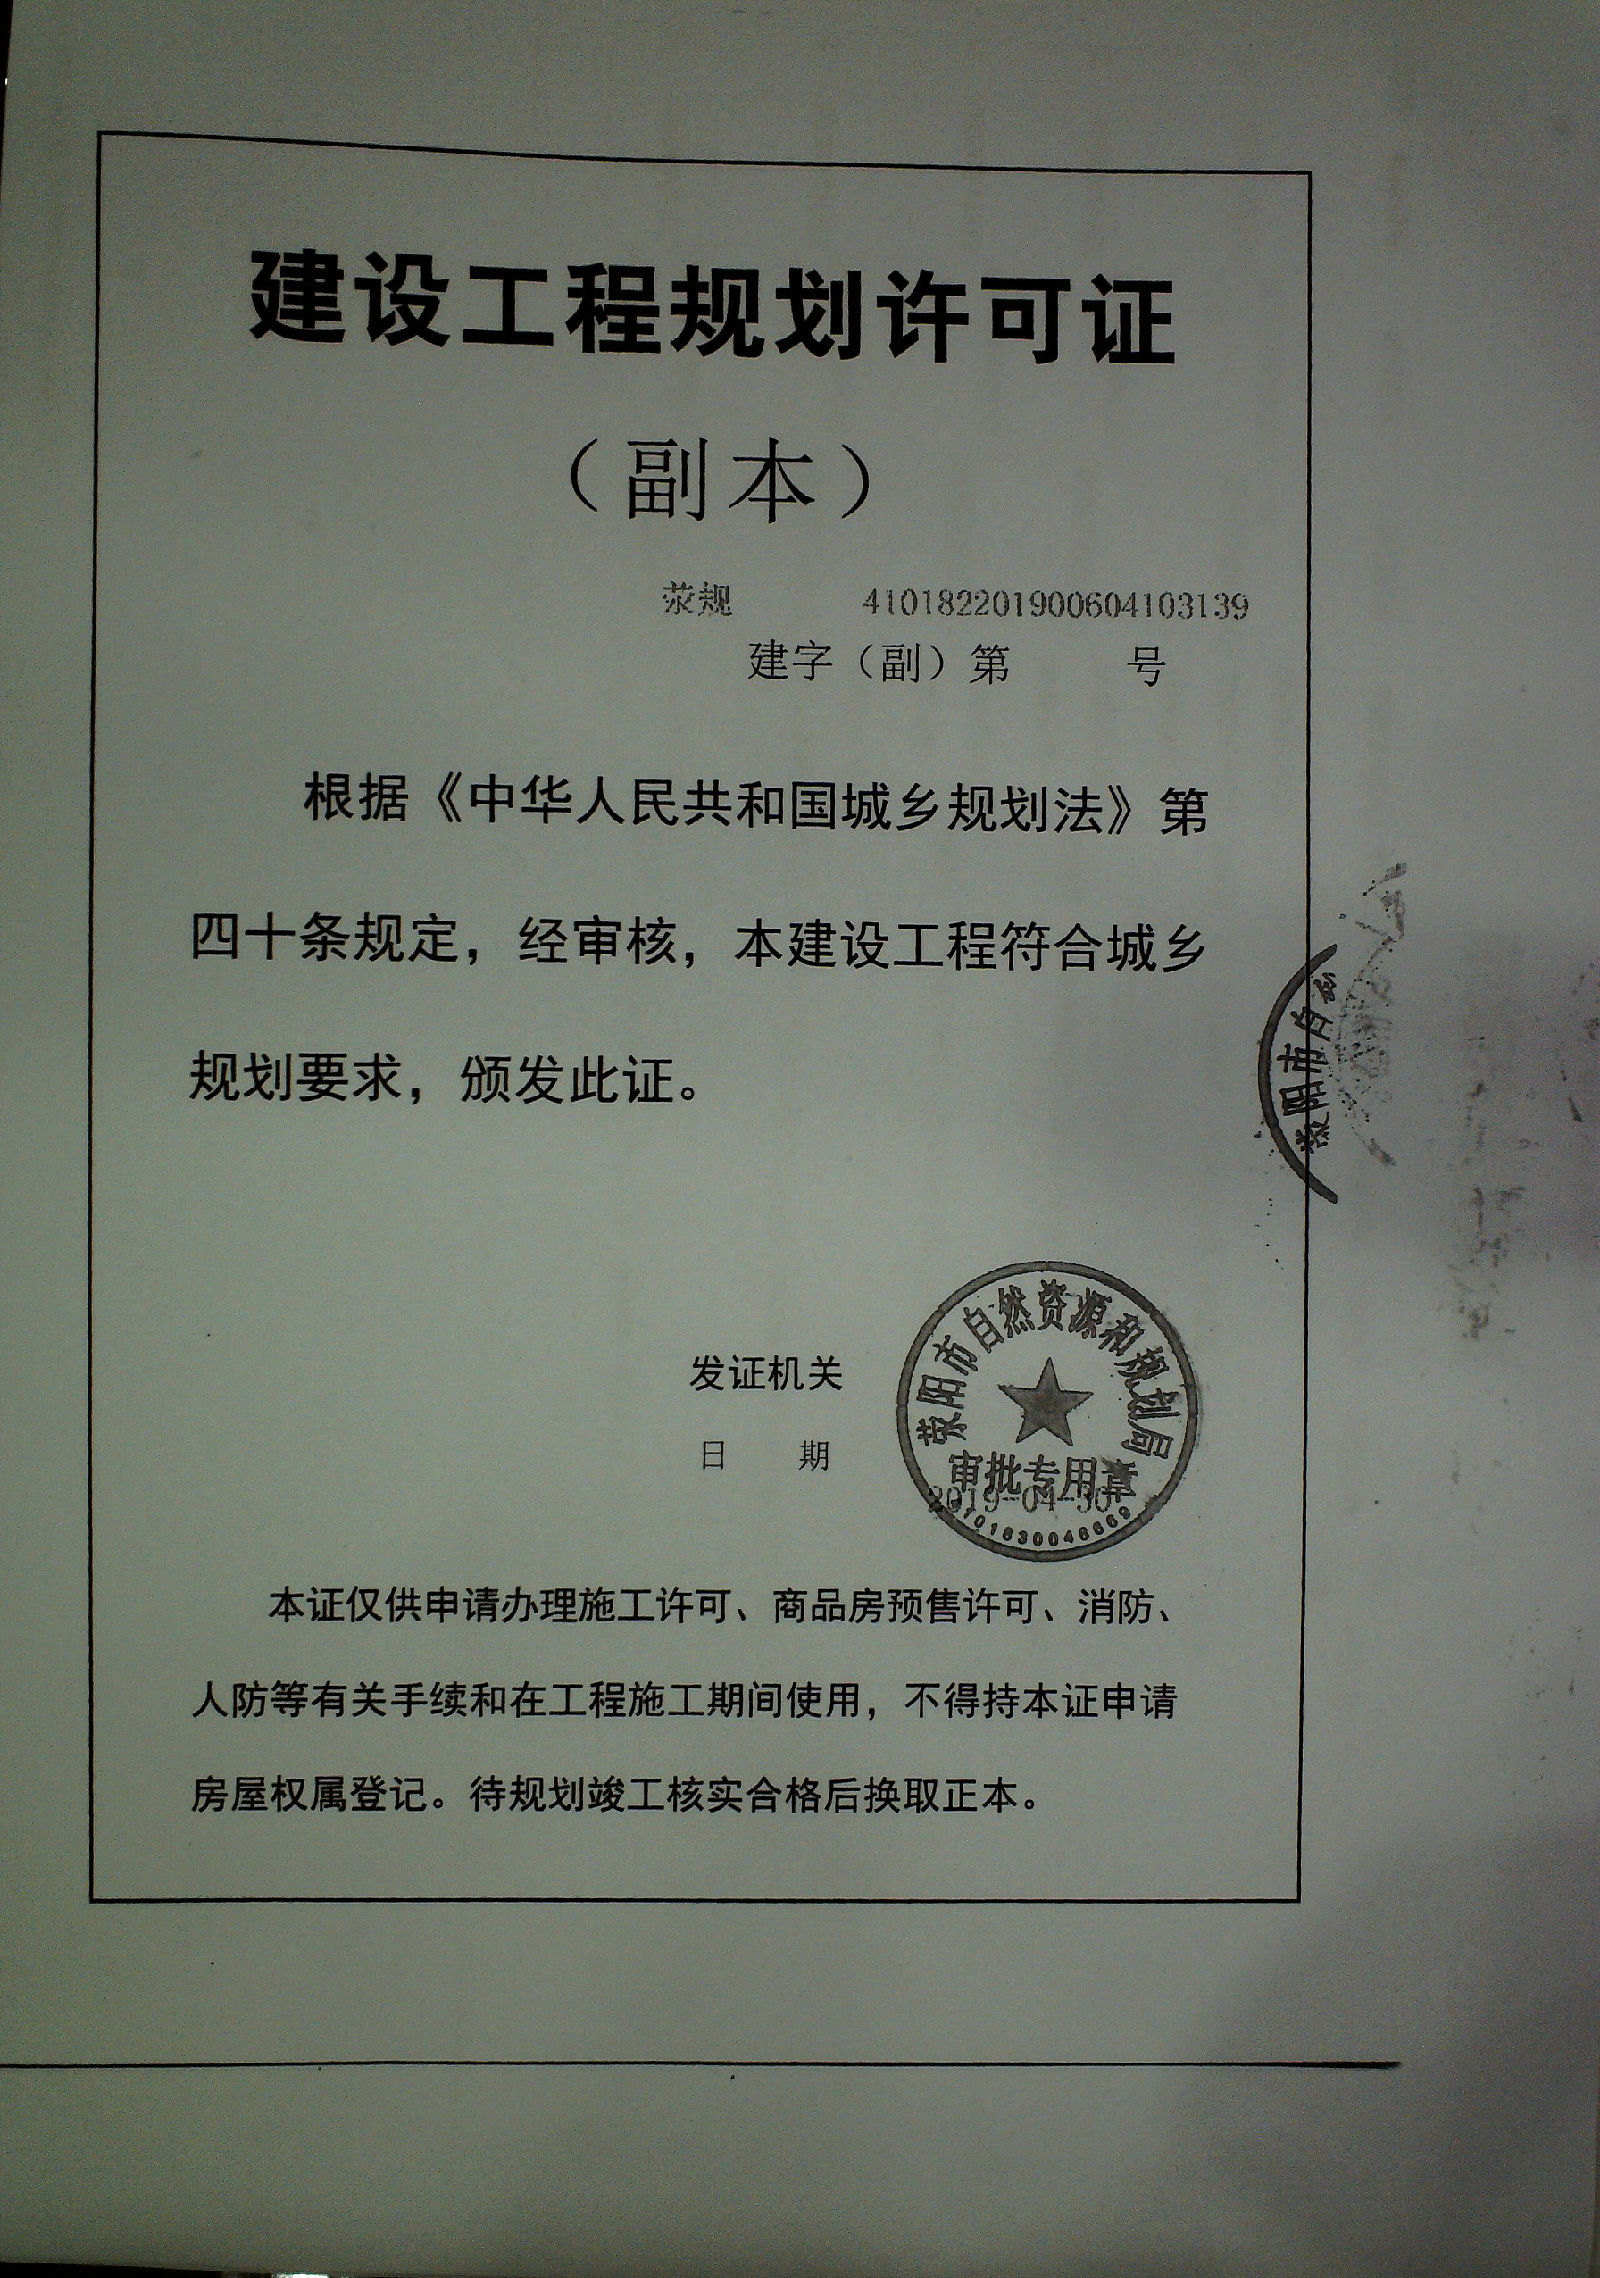 建设工程规划许可证
（副本）
荥规 410182201900604103139
建字（副）第 号
根据《中华人民共和国城乡规划法》第
四十条规定，经审核，本建设工程符合城乡
规划要求，颁发此证。
荥阳市自
荥阳市自然资源和规划局
发证机关
日 期
审批专用章
2019-04-30
本证仅供申请办理施工许可、商品房预售许可、消防、
人防等有关手续和在工程施工期间使用，不得持本证申请
房屋权属登记。待规划竣工核实合格后换取正本。